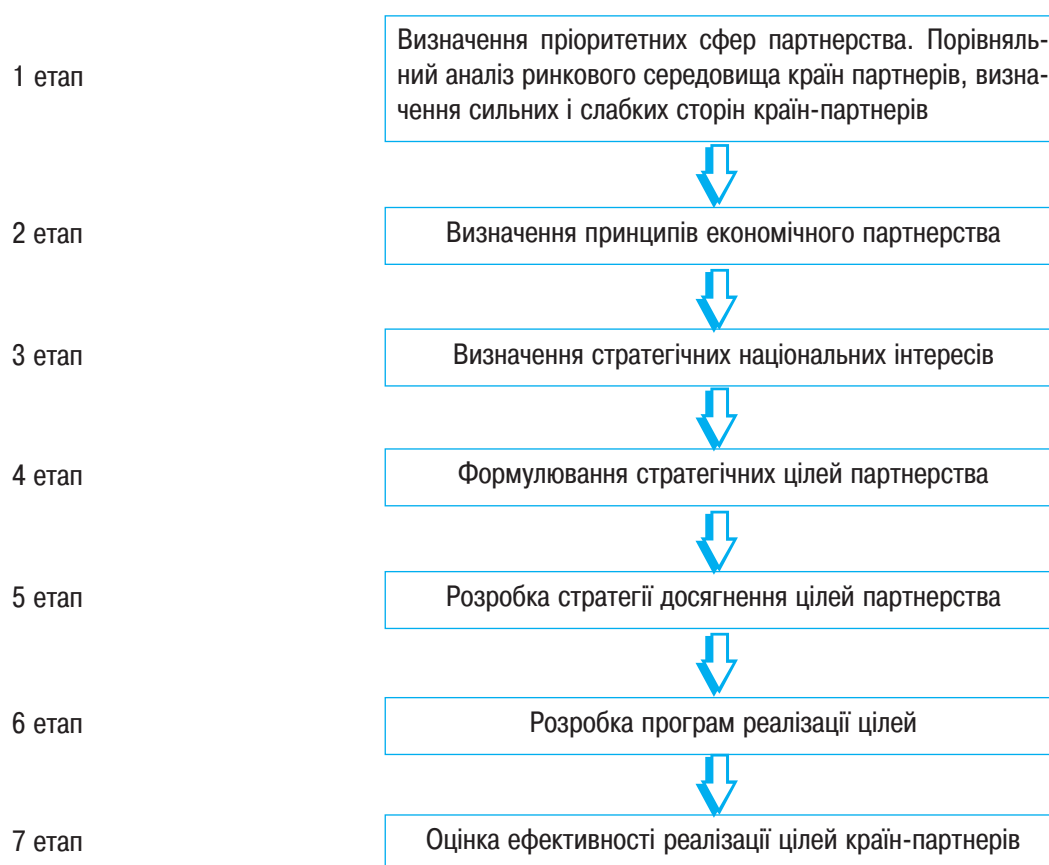 1 етап
Визначення пріоритетних сфер партнерства. Порівняль-
ний аналіз ринкового середовища країн партнерів, визна-
чення сильних і слабких сторін країн-партнерів
2 етап
Визначення принципів економічного партнерства
3 етап
Визначення стратегічних національних інтересів
4 етап
Формулювання стратегічних цілей партнерства
5 етап
Розробка стратегії досягнення цілей партнерства
6 етап
Розробка програм реалізації цілей
7 етап
Оцінка ефективності реалізації цілей країн-партнерів